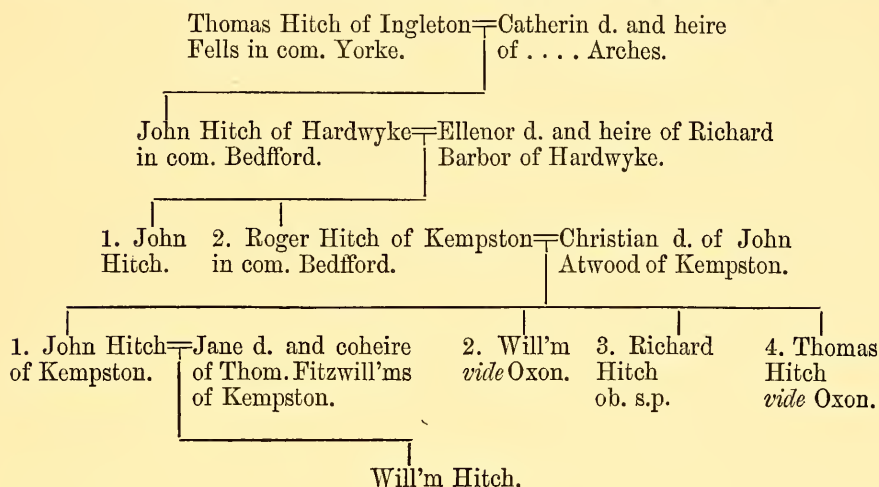 Thomas Hitch of Ingleton Catherin d. and heire
Fells in com. Yorke. of . . . . Arches.
John Hitch of Hardwyke Ellenor d. and heire of Richard
in com. Bedfford. Barbor of Hardwyke.
1. John 2. Roger Hitch of Kempston Christian d. of John
Hitch. in com. Bedfford. Atwood of Kempston.
1. John Hitch Jane d. and coheire 2. Will'm 3. Richard 4. Thomas
of Kempston. of Thom. Fitzwill'ms vide Oxon. Hitch Hitch
of Kempston. ob. s.p. vide Oxon.
Will'm Hitch.